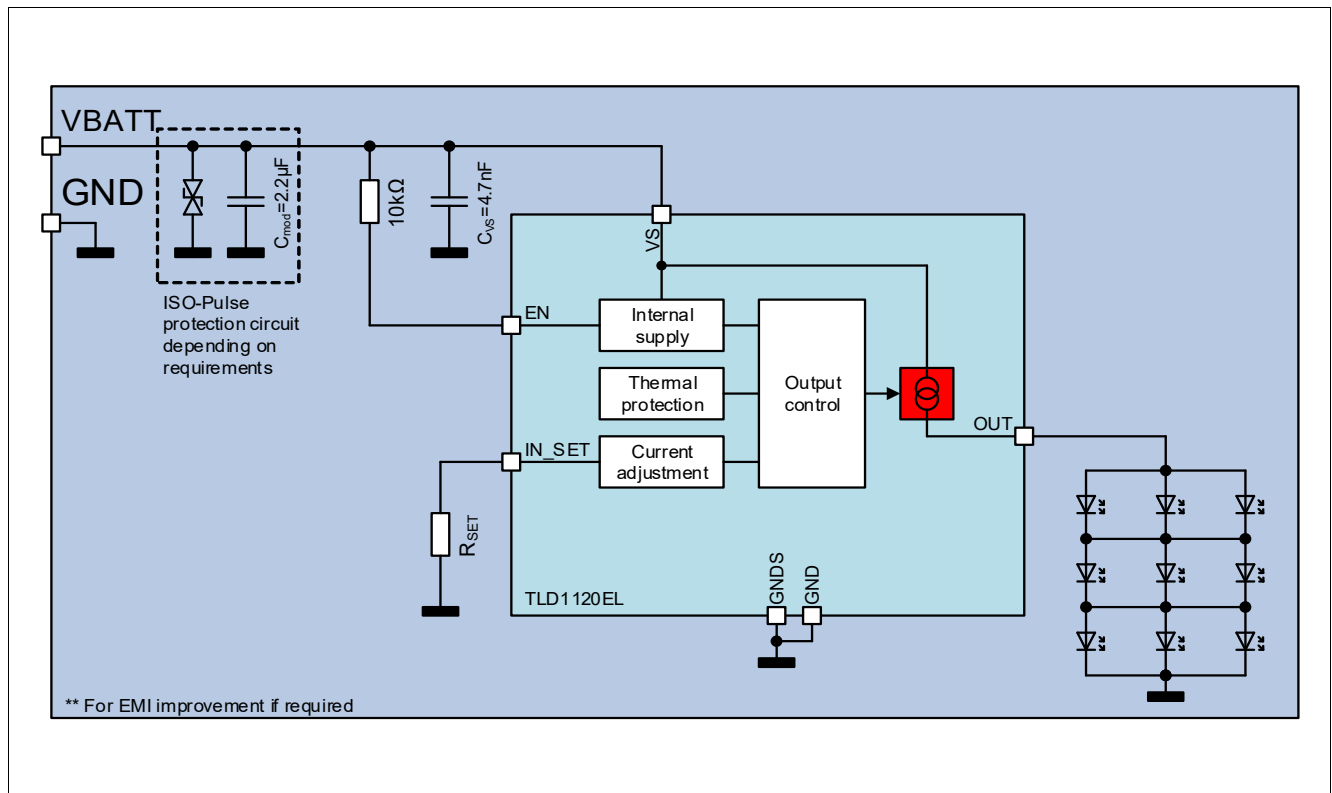 VBATT
GND
Cmod=2.2µF
10kΩ
CVS=4.7nF
ISO-Pulse
protection circuit
depending on
requirements
VS
EN
Internal
supply
Thermal
protection
Output
control
OUT
IN_SET
Current
adjustment
RSET
GNDS
GND
TLD1120EL
** For EMI improvement if required